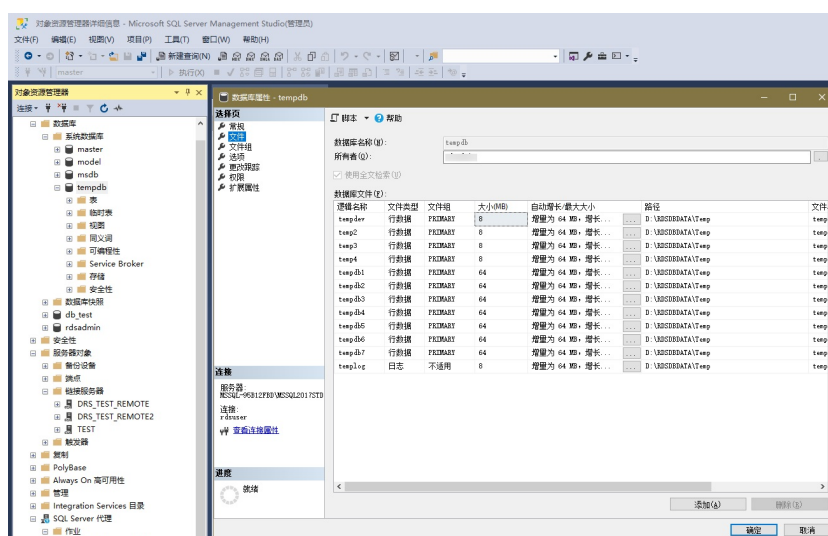 对象资源管理器详细信息 - Microsoft SQL Server Management Studio(管理员)
文件(F) 编辑(E) 视图(V) 项目(P) 工具(T) 窗口(W) 帮助(H)
新建查询(N)
master 执行(X)
对象资源管理器
连接
数据库
系统数据库
master
model
msdb
tempdb
表
临时表
视图
同义词
可编程性
Service Broker
存储
安全性
数据库快照
db_test
rdsadmin
安全性
服务器对象
备份设备
端点
链接服务器
DRS_TEST_REMOTE
DRS_TEST_REMOTE2
TEST
触发器
复制
PolyBase
Always On 高可用性
管理
Integration Services 目录
SQL Server 代理
作业
数据库属性 - tempdb
选择页
常规
文件
文件组
选项
更改跟踪
权限
扩展属性
连接
服务器:
MSSQL-95B12FBD\MSSQL2017STD
连接:
rdsuser
查看连接属性
进度
就绪
脚本 帮助
数据库名称(N): tempdb
所有者(O):
使用全文检索(U)
数据库文件(F):
逻辑名称 文件类型 文件组 大小(MB) 自动增长/最大大小 路径 文件
tempdev 行数据 PRIMARY 8 增量为 64 MB，增长... ... D:\RDSDBDATA\Temp temp
temp2 行数据 PRIMARY 8 增量为 64 MB，增长... ... D:\RDSDBDATA\Temp temp
temp3 行数据 PRIMARY 8 增量为 64 MB，增长... ... D:\RDSDBDATA\Temp temp
temp4 行数据 PRIMARY 8 增量为 64 MB，增长... ... D:\RDSDBDATA\Temp temp
tempdb1 行数据 PRIMARY 64 增量为 64 MB，增长... ... D:\RDSDBDATA\Temp temp
tempdb2 行数据 PRIMARY 64 增量为 64 MB，增长... ... D:\RDSDBDATA\Temp temp
tempdb3 行数据 PRIMARY 64 增量为 64 MB，增长... ... D:\RDSDBDATA\Temp temp
tempdb4 行数据 PRIMARY 64 增量为 64 MB，增长... ... D:\RDSDBDATA\Temp temp
tempdb5 行数据 PRIMARY 64 增量为 64 MB，增长... ... D:\RDSDBDATA\Temp temp
tempdb6 行数据 PRIMARY 64 增量为 64 MB，增长... ... D:\RDSDBDATA\Temp temp
tempdb7 行数据 PRIMARY 64 增量为 64 MB，增长... ... D:\RDSDBDATA\Temp temp
templog 日志 不适用 8 增量为 64 MB，增长... ... D:\RDSDBDATA\Temp temp
添加(A) 删除(R)
确定 取消